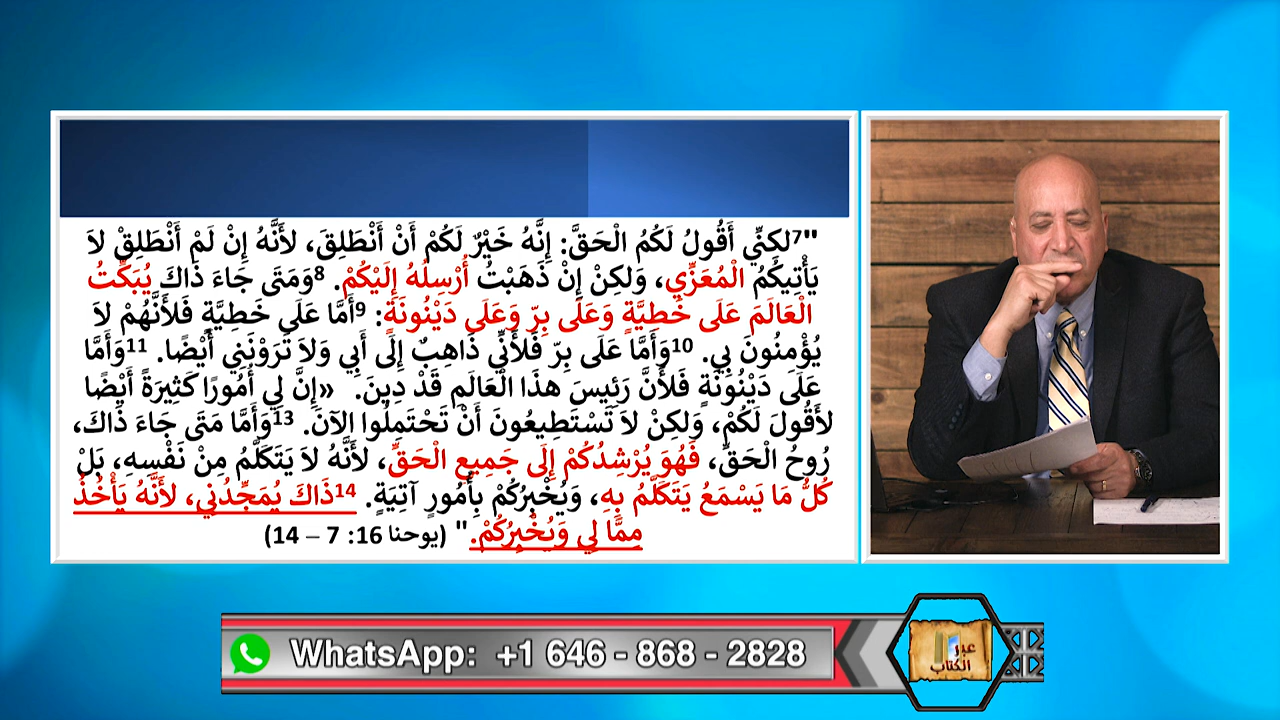 "⁷لكِنِّي أَقُولُ لَكُمُ الْحَقَّ: إِنَّهُ خَيْرٌ لَكُمْ أَنْ أَنْطَلِقَ، لأَنَّهُ إِنْ لَمْ أَنْطَلِقْ لاَ
يَأْتِيكُمُ الْمُعَزِّي، وَلكِنْ إِنْ ذَهَبْتُ أُرْسِلُهُ إِلَيْكُمْ. ⁸وَمَتَى جَاءَ ذَاكَ يُبَكِّتُ
الْعَالَمَ عَلَى خَطِيَّةٍ وَعَلَى بِرّ وَعَلَى دَيْنُونَةٍ: ⁹أَمَّا عَلَى خَطِيَّةٍ فَلأَنَّهُمْ لاَ
يُؤْمِنُونَ بِي. ¹⁰وَأَمَّا عَلَى بِرّ فَلأَنِّي ذَاهِبٌ إِلَى أَبِي وَلاَ تَرَوْنَنِي أَيْضًا. ¹¹وَأَمَّا
عَلَى دَيْنُونَةٍ فَلأَنَّ رَئِيسَ هذَا الْعَالَمِ قَدْ دِينَ. «إِنَّ لِي أُمُورًا كَثِيرَةً أَيْضًا
لأَقُولَ لَكُمْ، وَلكِنْ لاَ تَسْتَطِيعُونَ أَنْ تَحْتَمِلُوا الآنَ. ¹³وَأَمَّا مَتَى جَاءَ ذَاكَ،
رُوحُ الْحَقِّ، فَهُوَ يُرْشِدُكُمْ إِلَى جَمِيعِ الْحَقِّ، لأَنَّهُ لاَ يَتَكَلَّمُ مِنْ نَفْسِهِ، بَلْ
كُلُّ مَا يَسْمَعُ يَتَكَلَّمُ بِهِ، وَيُخْبِرُكُمْ بِأُمُورٍ آتِيَةٍ. ¹⁴ذَاكَ يُمَجِّدُنِي، لأَنَّهُ يَأْخُذُ
مِمَّا لِي وَيُخْبِرُكُمْ." (يوحنا 16: 7 – 14)
WhatsApp: +1 646 - 868 - 2828
عبر
الكتاب